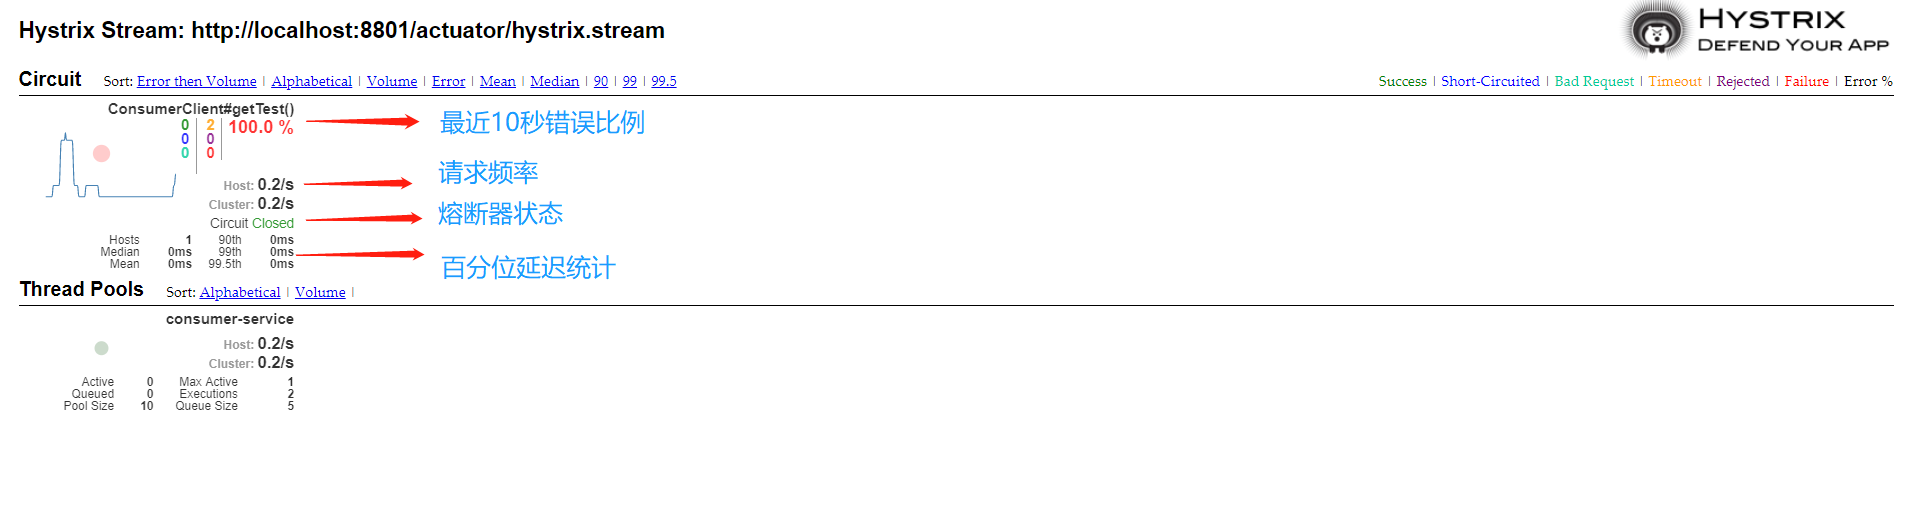 Hystrix Stream: http://localhost:8801/actuator/hystrix.stream
HYSTRIX
DEFEND YOUR APP
Circuit Sort: Error then Volume | Alphabetical | Volume | Error | Mean | Median | 90 | 99 | 99.5
Success | Short-Circuited | Bad Request | Timeout | Rejected | Failure | Error %
ConsumerClient#getTest()
0 2 100.0 %
0 0
0 0
最近10秒错误比例
Host: 0.2/s
请求频率
Cluster: 0.2/s
Circuit Closed
熔断器状态
Hosts 1 90th 0ms
Median 0ms 99th 0ms
Mean 0ms 99.5th 0ms
百分位延迟统计
Thread Pools Sort: Alphabetical | Volume |
consumer-service
Host: 0.2/s
Cluster: 0.2/s
Active 0 Max Active 1
Queued 0 Executions 2
Pool Size 10 Queue Size 5